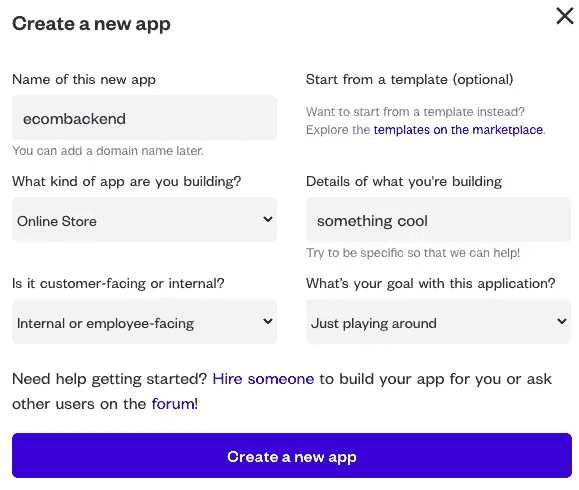 Create a new app
Name of this new app
ecombackend
You can add a domain name later.
Start from a template (optional)
Want to start from a template instead?
Explore the templates on the marketplace.
What kind of app are you building?
Online Store
Details of what you're building
something cool
Try to be specific so that we can help!
Is it customer-facing or internal?
Internal or employee-facing
What's your goal with this application?
Just playing around
Need help getting started? Hire someone to build your app for you or ask
other users on the forum!
Create a new app